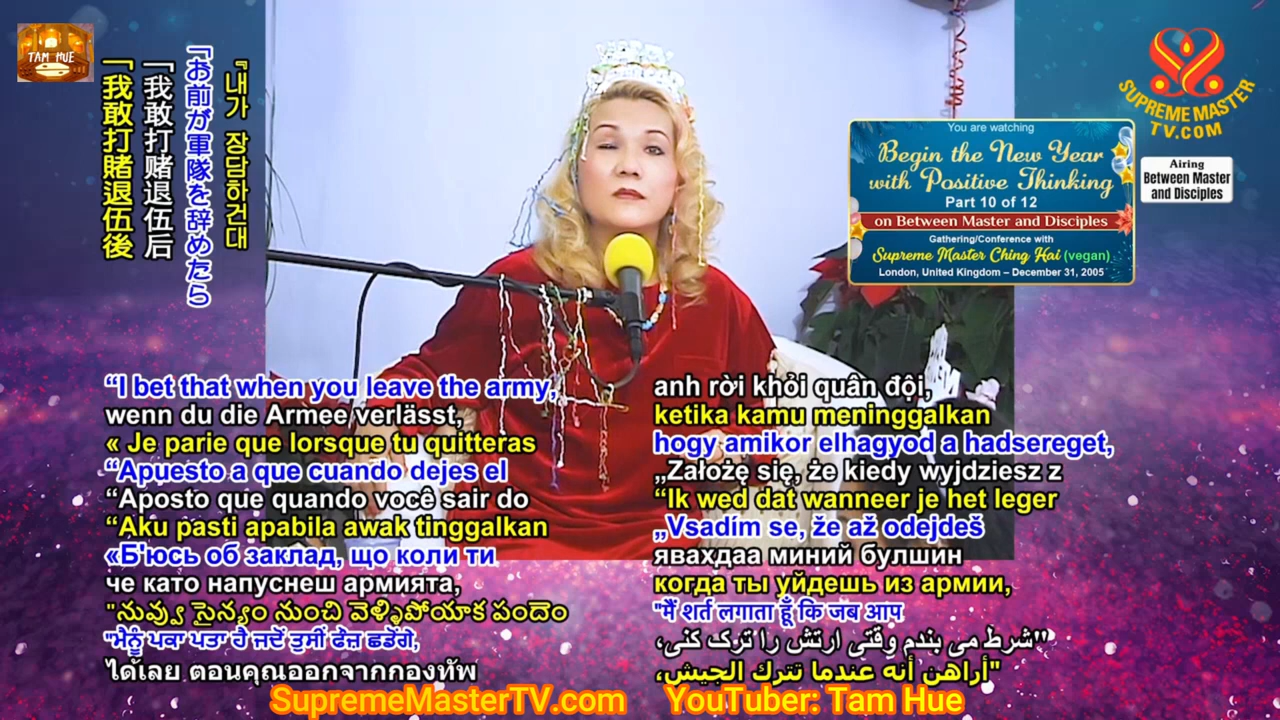 TAM HUE
『내가 장담하건대
「お前が軍隊を辞めたら
「我敢打赌退伍后
「我敢打賭退伍後
SUPREME MASTER
TV.COM
You are watching
Begin the New Year
with Positive Thinking
Part 10 of 12
on Between Master and Disciples
Gathering/Conference with
Supreme Master Ching Hai (vegan)
London, United Kingdom – December 31, 2005
Airing
Between Master
and Disciples
“I bet that when you leave the army,
wenn du die Armee verlässt,
« Je parie que lorsque tu quitteras
“Apuesto a que cuando dejes el
“Aposto que quando você sair do
“Aku pasti apabila awak tinggalkan
«Б'юсь об заклад, що коли ти
че като напуснеш армията,
"నువ్వు సైన్యం నుంచి వెళ్ళిపోయాక పందెం
"ਮੈਨੂੰ ਪਕਾ ਪਤਾ ਹੈ ਜਦੋਂ ਤੁਸੀਂ ਫੌਜ ਛਡੋਂਗੇ,
ได้เลย ตอนคุณออกจากกองทัพ
anh rời khỏi quân đội,
ketika kamu meninggalkan
hogy amikor elhagyod a hadsereget,
„Założę się, że kiedy wyjdziesz z
“Ik wed dat wanneer je het leger
„Vsadím se, že až odejdeš
явахдаа миний булшин
когда ты уйдешь из армии,
"मैं शर्त लगाता हूँ कि जब आप
"شرط می بندم وقتی ارتش را ترک کنی،
"أراهن أنه عندما تترك الجيش،
SupremeMasterTV.com
YouTuber: Tam Hue